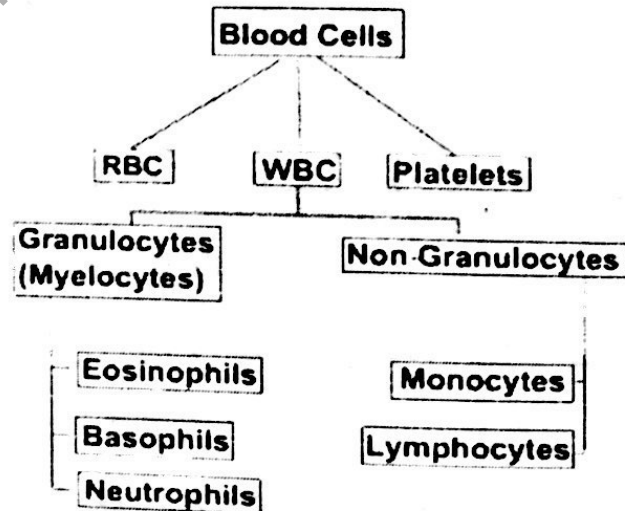 Blood Cells
RBC
WBC
Platelets
Granulocytes
(Myelocytes)
Non-Granulocytes
Eosinophils
Monocytes
Basophils
Lymphocytes
Neutrophils